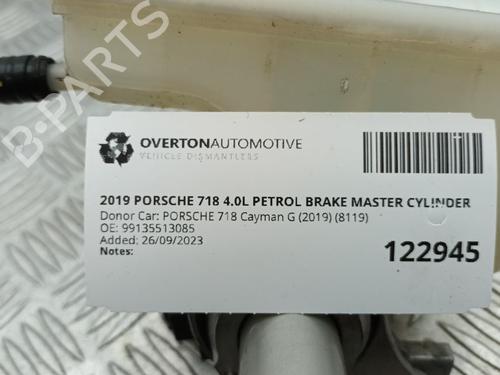 OVERTONAUTOMOTIVE
VEHICLE DISMANTLERS
2019 PORSCHE 718 4.0L PETROL BRAKE MASTER CYLINDER
Donor Car: PORSCHE 718 Cayman G (2019) (8119)
OE: 99135513085
Added: 26/09/2023
Notes:
122945
B-PARTS